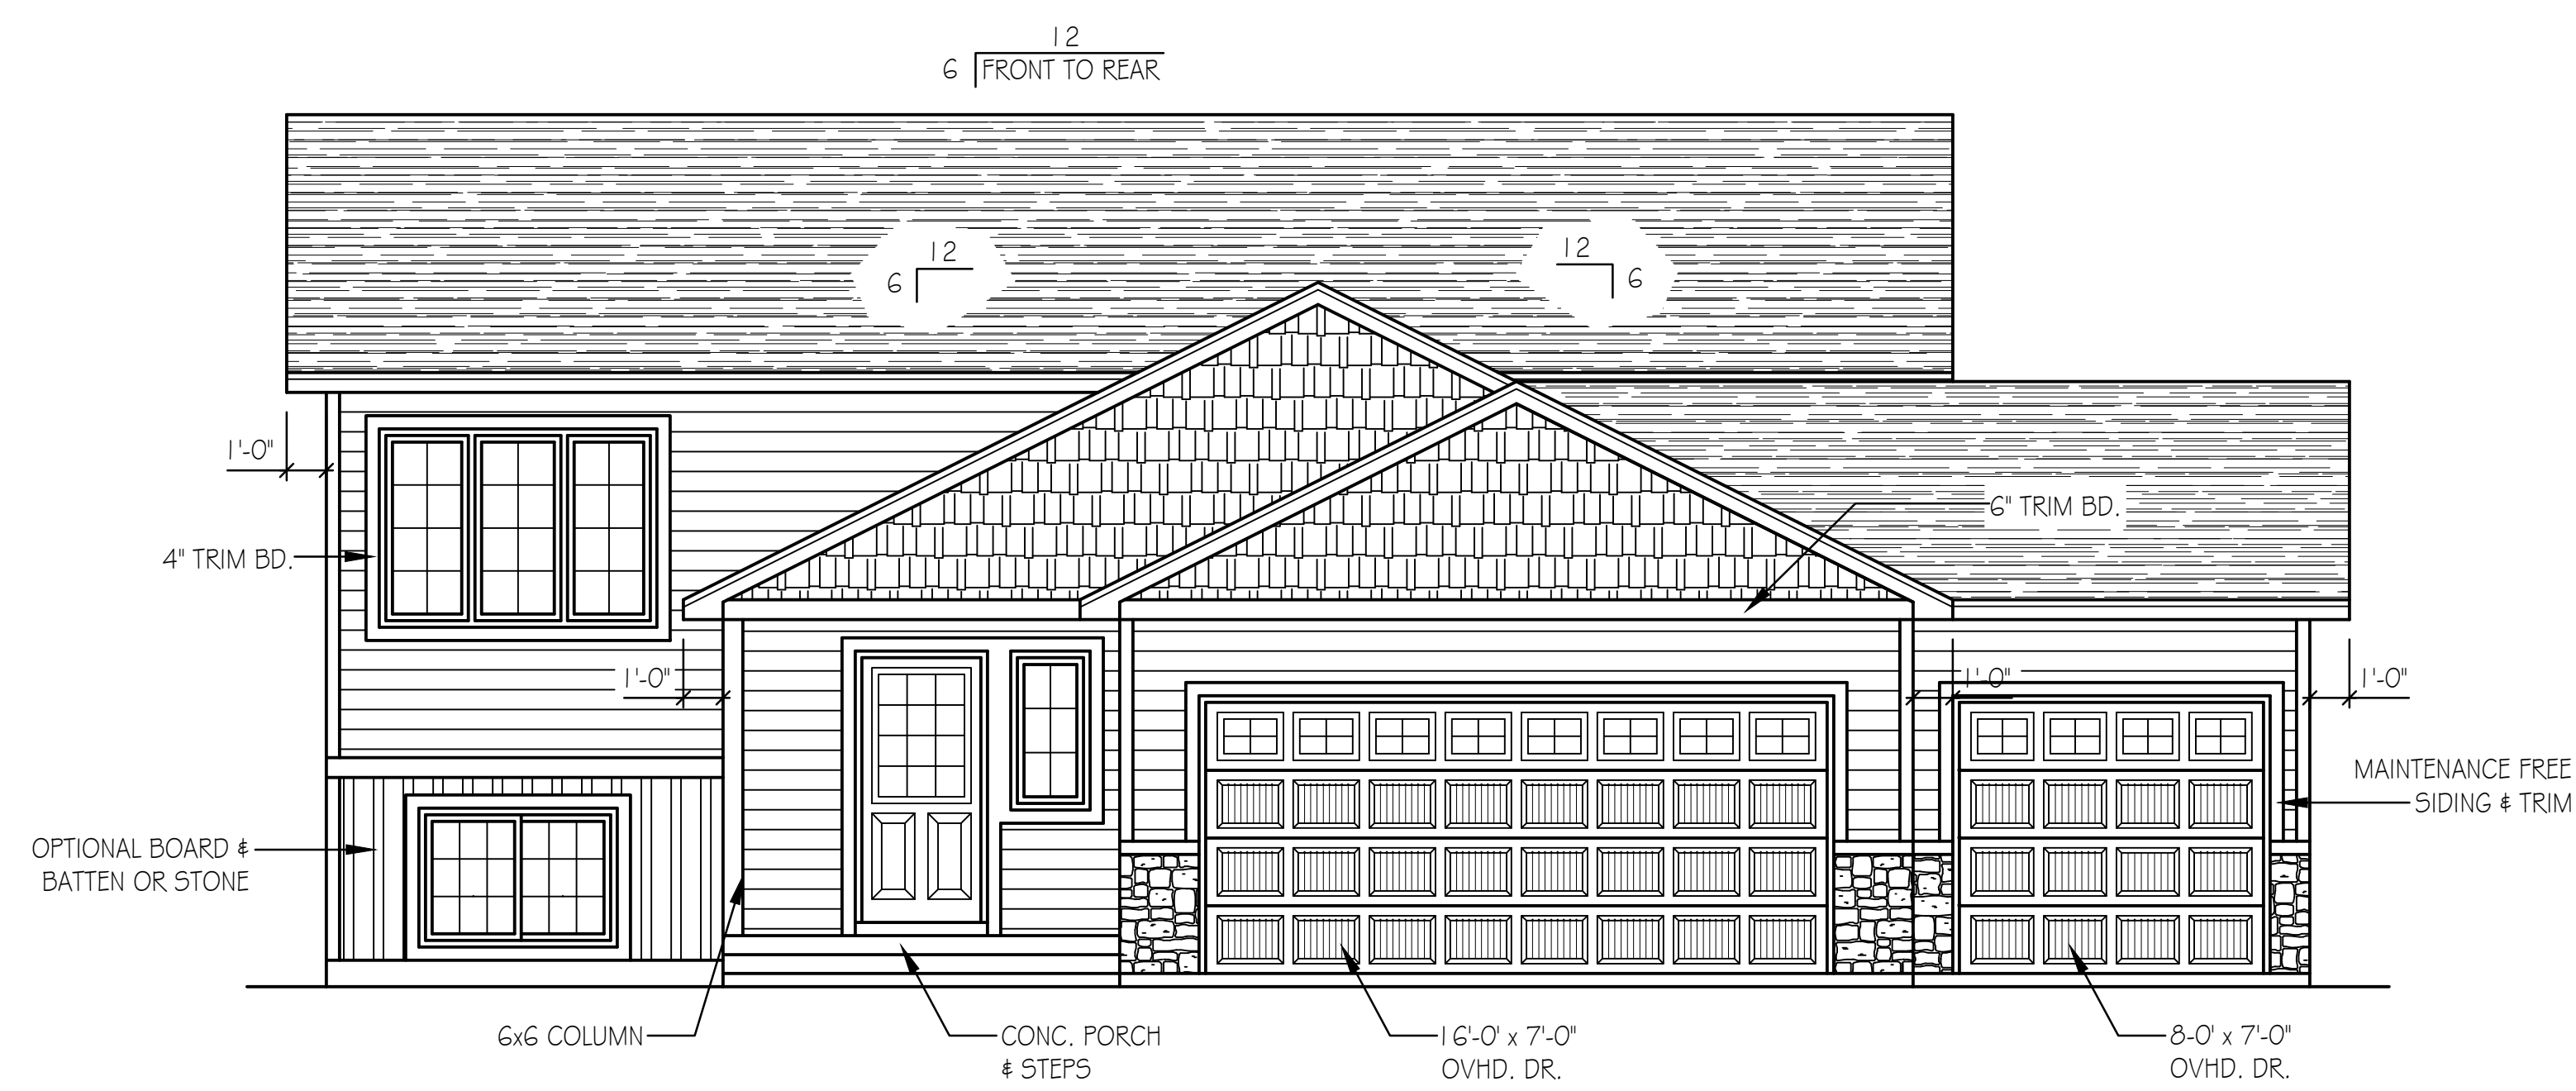 12
6 FRONT TO REAR
12
6
12
6
1'-0"
4" TRIM BD.
6" TRIM BD.
1'-0"
1'-0"
1'-0"
MAINTENANCE FREE
SIDING & TRIM
OPTIONAL BOARD &
BATTEN OR STONE
6x6 COLUMN
CONC. PORCH
& STEPS
16'-0' x 7'-0"
OVHD. DR.
8-0' x 7'-0"
OVHD. DR.